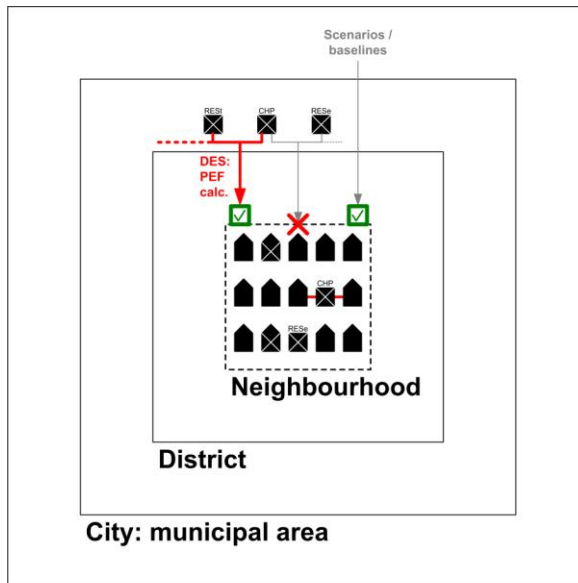 Scenarios /
baselines
RESt
CHP
RESe
DES:
PEF
calc.
CHP
RESe
Neighbourhood
District
City: municipal area